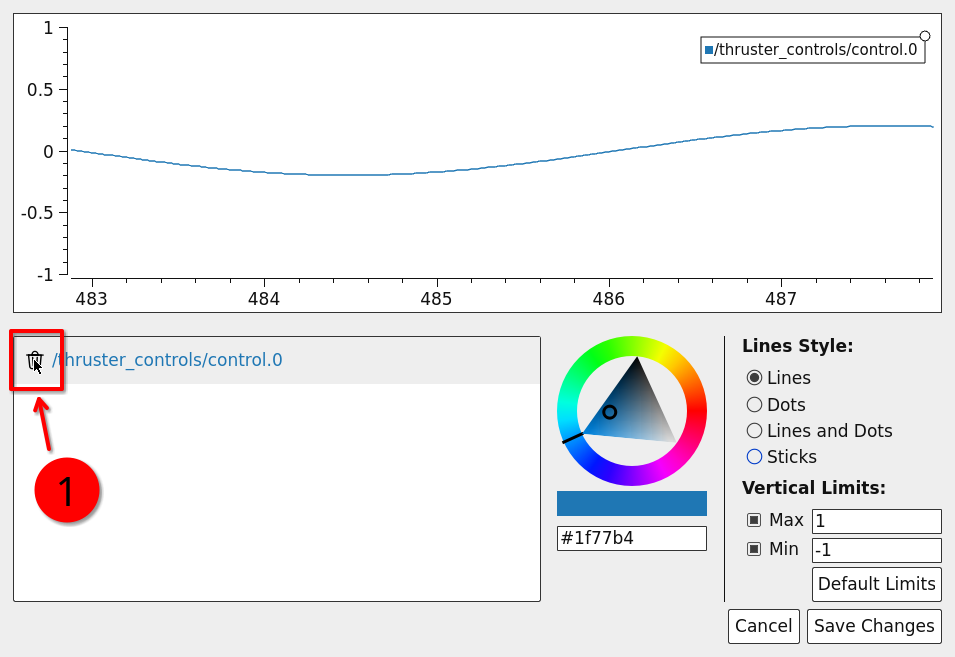 1
/thruster_controls/control.0
0.5
0
-0.5
-1
483 484 485 486 487
/thruster_controls/control.0
1
#1f77b4
Lines Style:
Lines
Dots
Lines and Dots
Sticks
Vertical Limits:
Max 1
Min -1
Default Limits
Cancel Save Changes